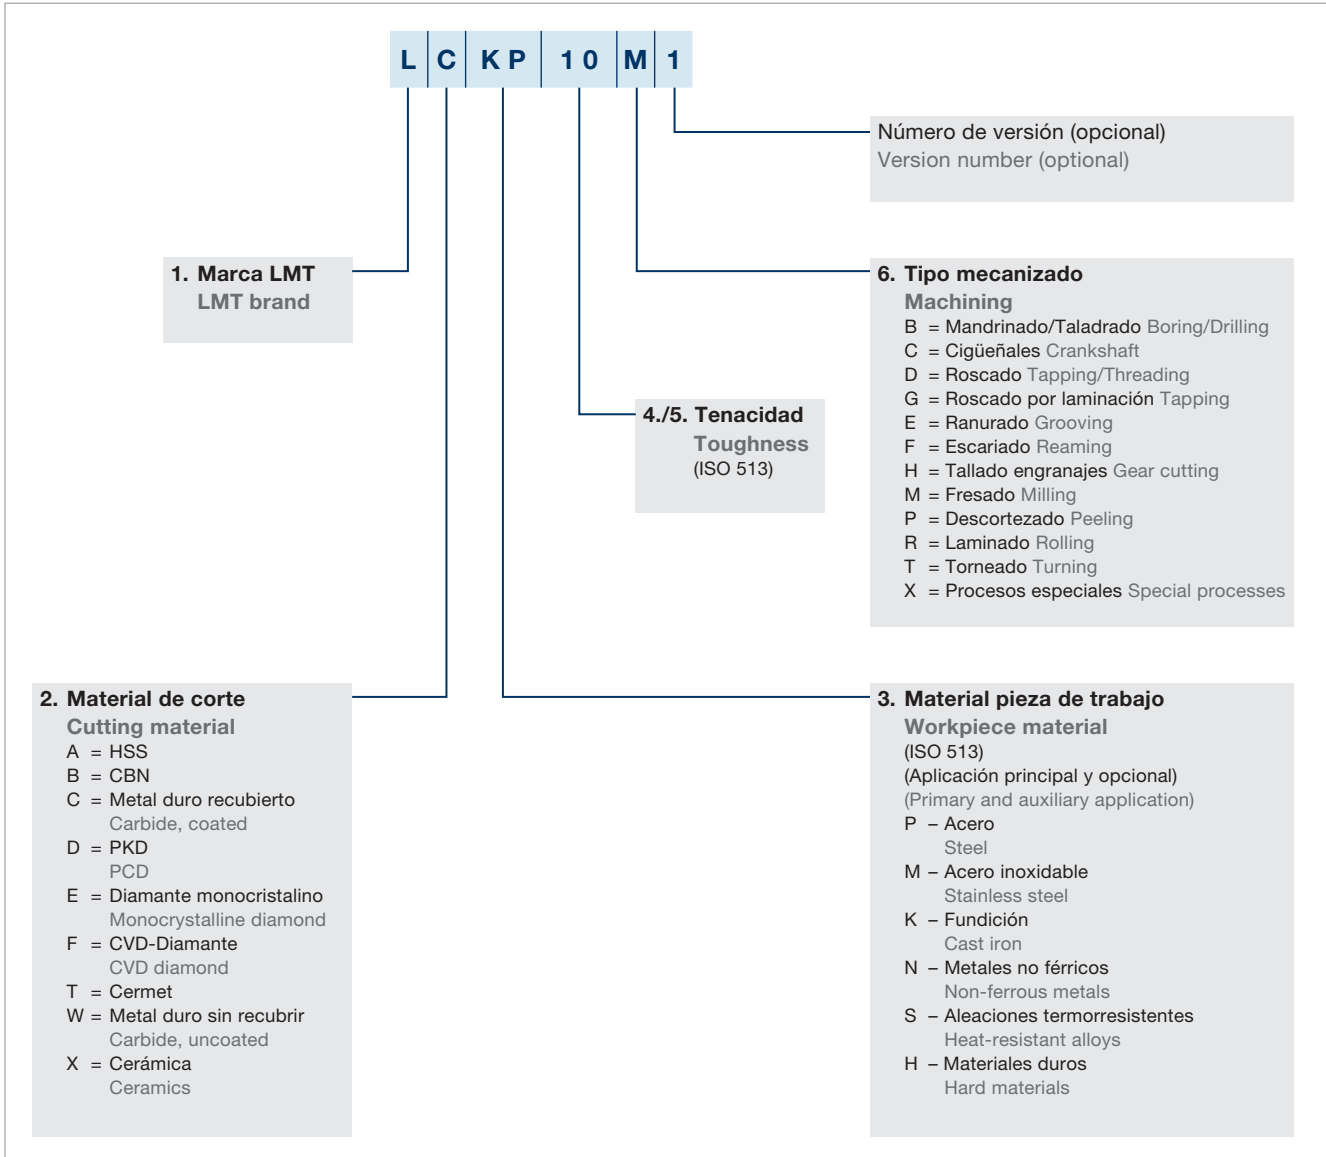 L C K P 1 0 M 1
Número de versión (opcional)
Version number (optional)
1. Marca LMT
LMT brand
6. Tipo mecanizado
Machining
B = Mandrinado/Taladrado Boring/Drilling
C = Cigüeñales Crankshaft
D = Roscado Tapping/Threading
G = Roscado por laminación Tapping
E = Ranurado Grooving
F = Escariado Reaming
H = Tallado engranajes Gear cutting
M = Fresado Milling
P = Descortezado Peeling
R = Laminado Rolling
T = Torneado Turning
X = Procesos especiales Special processes
4./5. Tenacidad
Toughness
(ISO 513)
2. Material de corte
Cutting material
A = HSS
B = CBN
C = Metal duro recubierto
Carbide, coated
D = PKD
PCD
E = Diamante monocristalino
Monocrystalline diamond
F = CVD-Diamante
CVD diamond
T = Cermet
W = Metal duro sin recubrir
Carbide, uncoated
X = Cerámica
Ceramics
3. Material pieza de trabajo
Workpiece material
(ISO 513)
(Aplicación principal y opcional)
(Primary and auxiliary application)
P – Acero
Steel
M – Acero inoxidable
Stainless steel
K – Fundición
Cast iron
N – Metales no férricos
Non-ferrous metals
S – Aleaciones termorresistentes
Heat-resistant alloys
H – Materiales duros
Hard materials